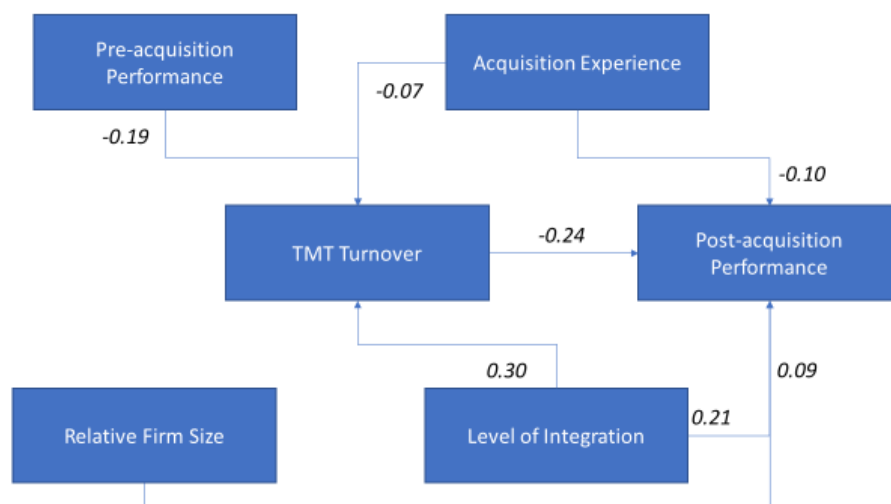 Pre-acquisition
Performance
Acquisition Experience
-0.07
-0.19
-0.10
TMT Turnover
-0.24
Post-acquisition
Performance
0.30
0.09
Relative Firm Size
Level of Integration
0.21